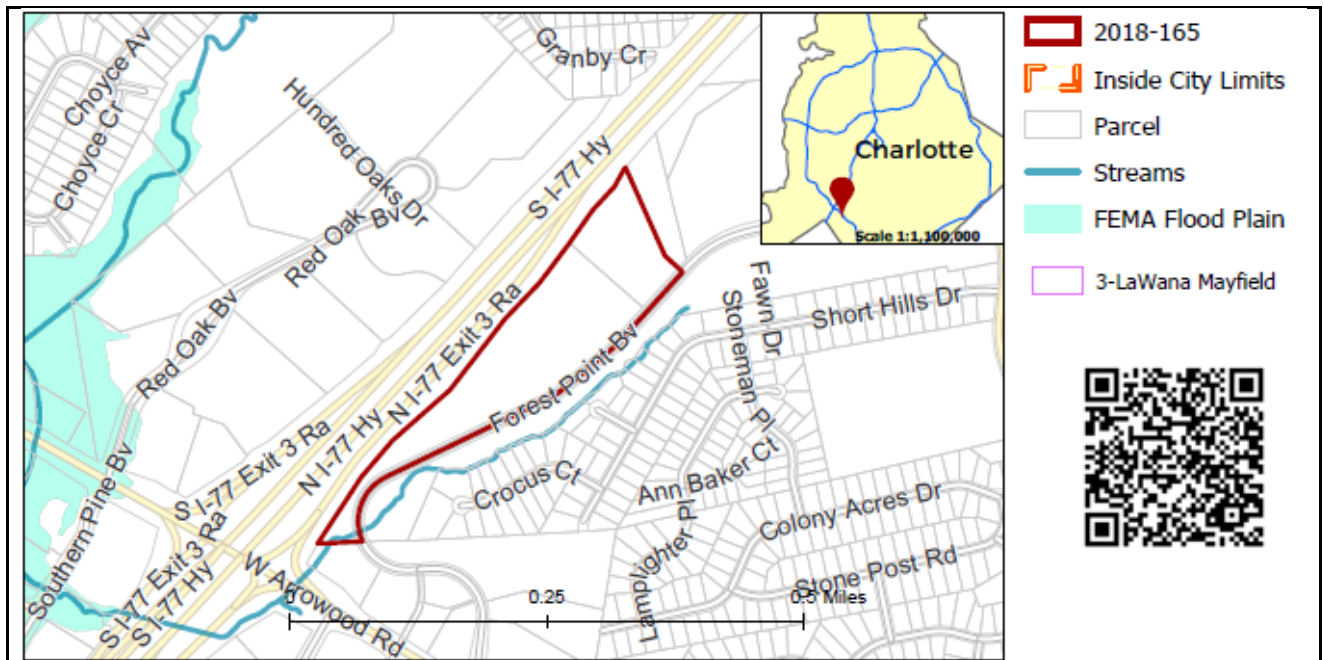 Choyce Av
Choyce Cr
Granby Cr
Hundred Oaks Dr
Red Oak Bv
S I-77 Hy
Red Oak Bv
N I-77 Exit 3 Ra
Forest Point Bv
Fawn Dr
Stoneman Pl
Short Hills Dr
S I-77 Exit 3 Ra
N I-77 Hy
Southern Pine Bv
Crocus Ct
Ann Baker Ct
Lamplighter Pl
Colony Acres Dr
Stone Post Rd
S I-77 Exit 3 Ra
S I-77 Hy
W Arrowood Rd
0 0.25 0.5 Miles
Charlotte
Scale 1:1,100,000
2018-165
Inside City Limits
Parcel
Streams
FEMA Flood Plain
3-LaWana Mayfield